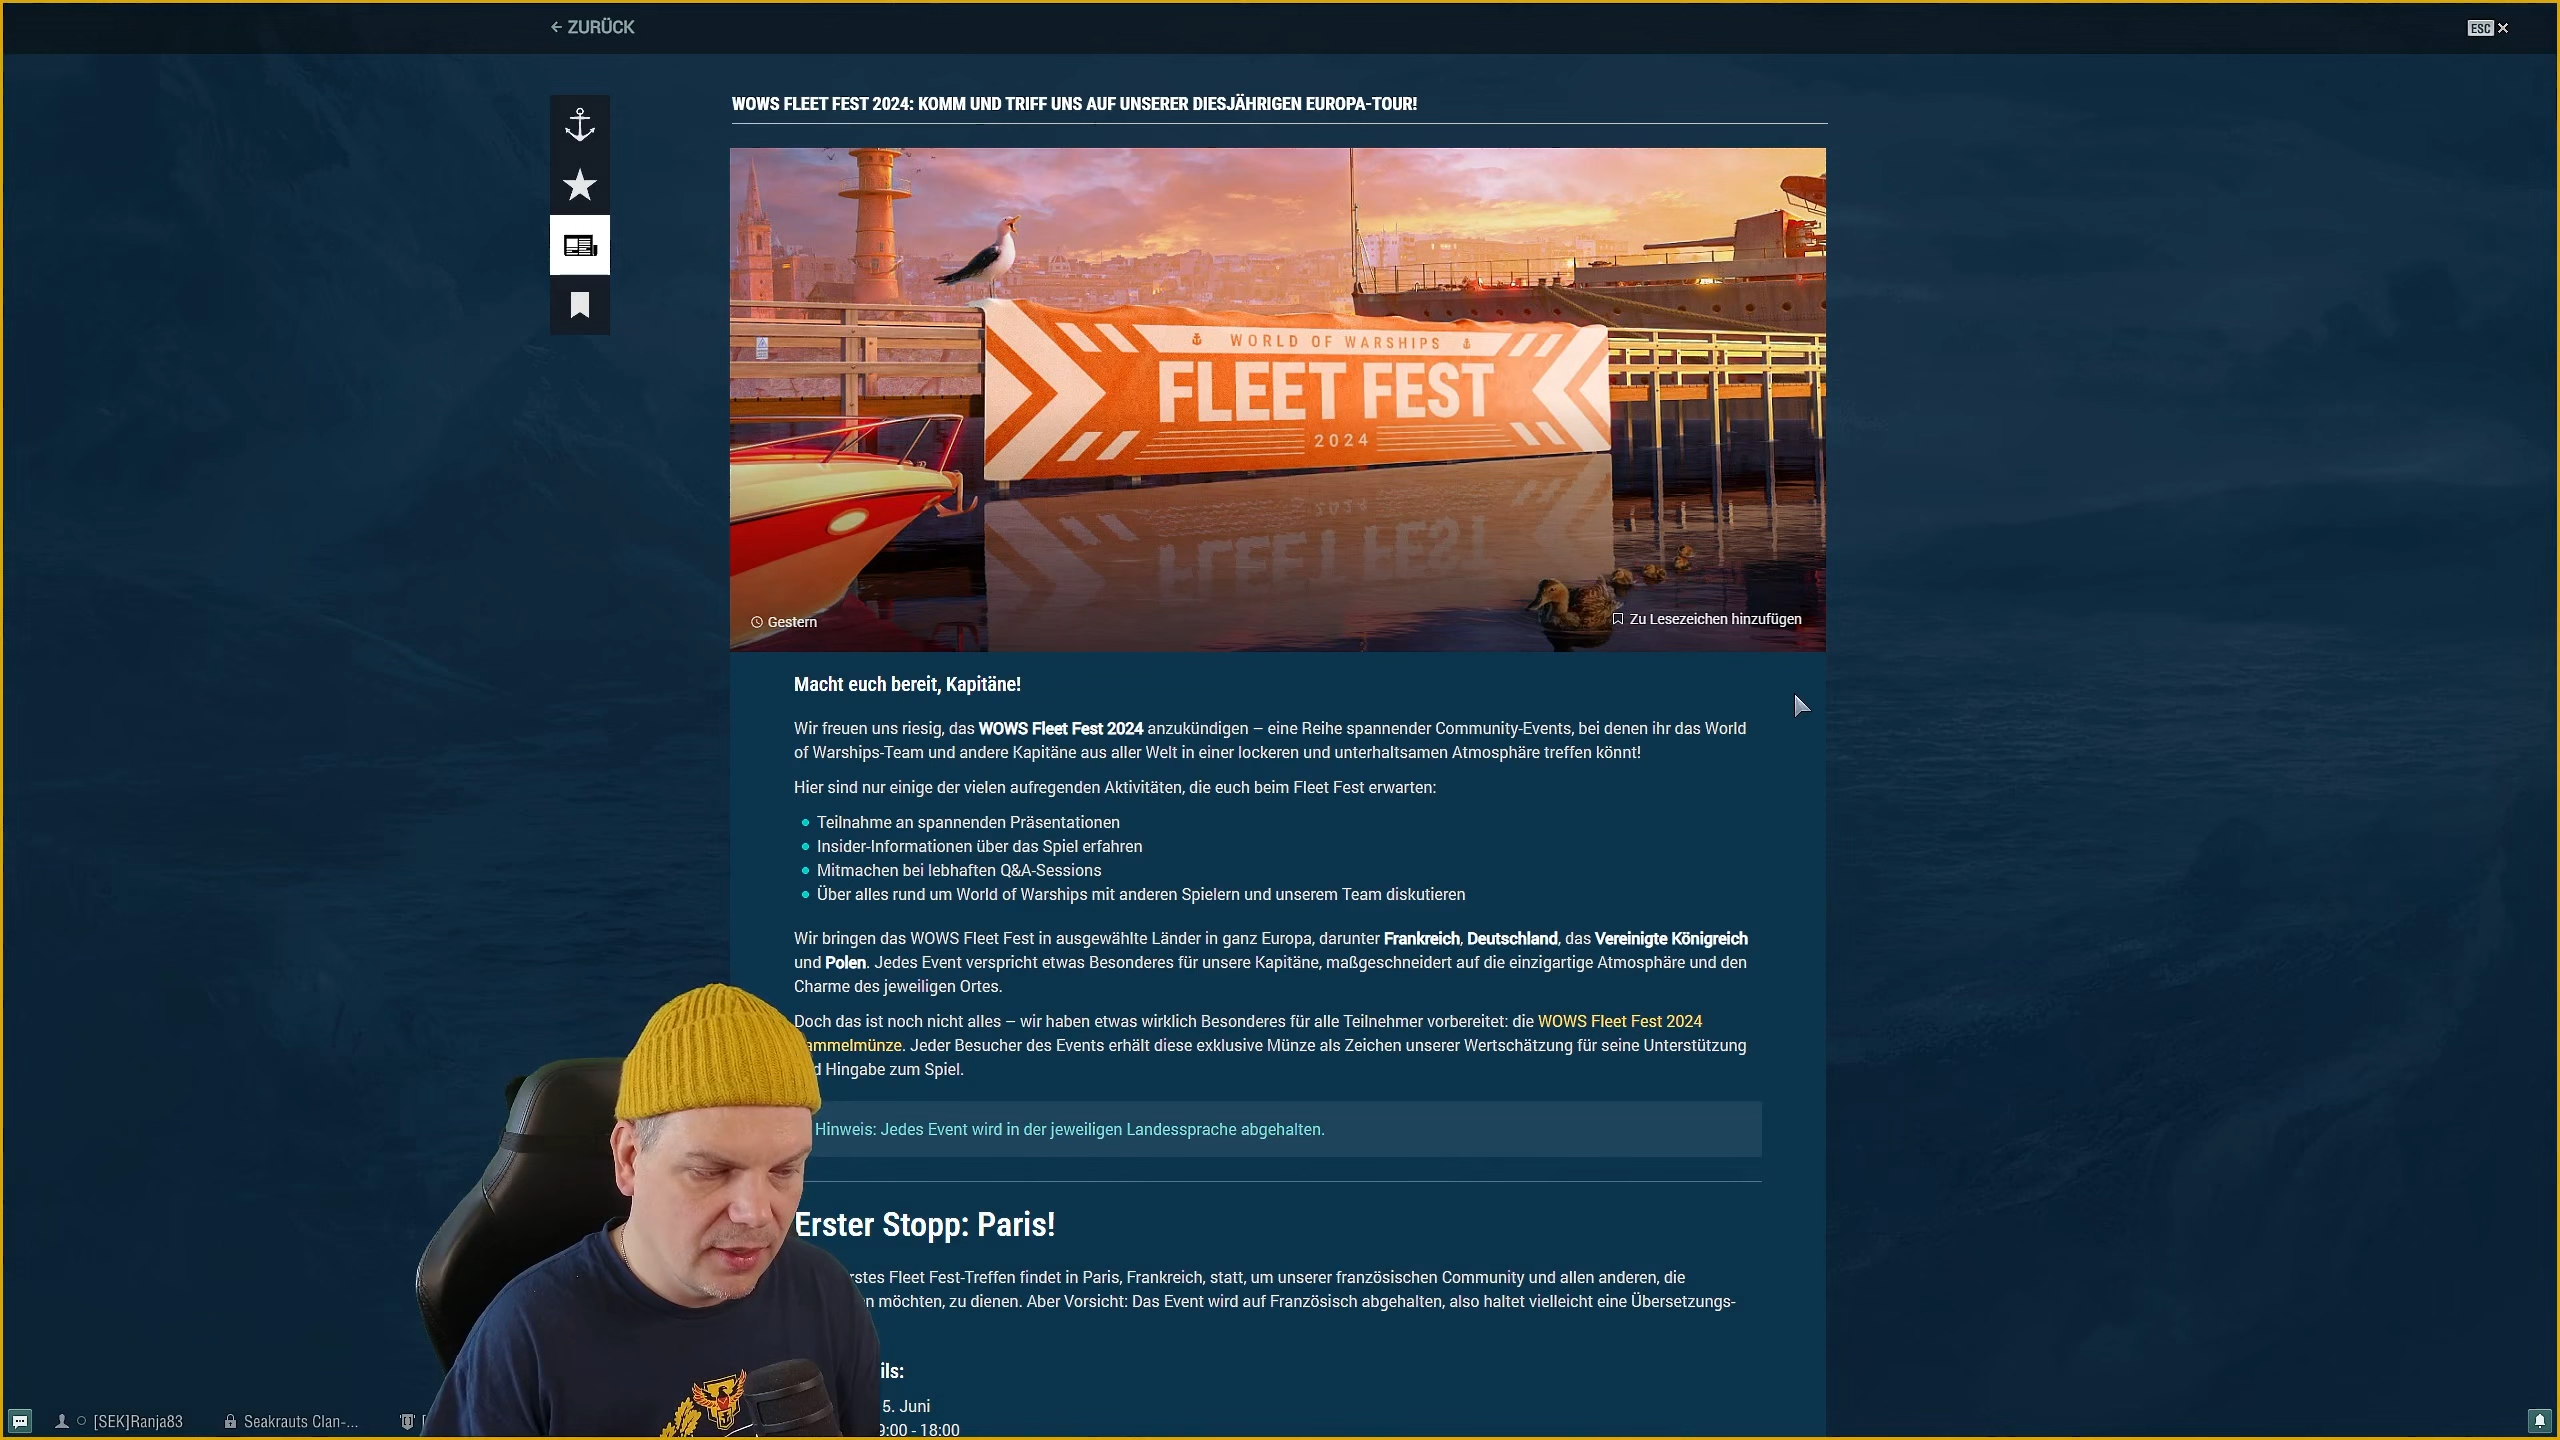 ZURÜCK
ESC
WOWS FLEET FEST 2024: KOMM UND TRIFF UNS AUF UNSERER DIESJÄHRIGEN EUROPA-TOUR!
WORLD OF WARSHIPS
FLEET FEST
2024
Gestern
Zu Lesezeichen hinzufügen
Macht euch bereit, Kapitäne!
Wir freuen uns riesig, das WOWS Fleet Fest 2024 anzukündigen – eine Reihe spannender Community-Events, bei denen ihr das World
of Warships-Team und andere Kapitäne aus aller Welt in einer lockeren und unterhaltsamen Atmosphäre treffen könnt!
Hier sind nur einige der vielen aufregenden Aktivitäten, die euch beim Fleet Fest erwarten:
Teilnahme an spannenden Präsentationen
Insider-Informationen über das Spiel erfahren
Mitmachen bei lebhaften Q&A-Sessions
Über alles rund um World of Warships mit anderen Spielern und unserem Team diskutieren
Wir bringen das WOWS Fleet Fest in ausgewählte Länder in ganz Europa, darunter Frankreich, Deutschland, das Vereinigte Königreich
und Polen. Jedes Event verspricht etwas Besonderes für unsere Kapitäne, maßgeschneidert auf die einzigartige Atmosphäre und den
Charme des jeweiligen Ortes.
Doch das ist noch nicht alles – wir haben etwas wirklich Besonderes für alle Teilnehmer vorbereitet: die WOWS Fleet Fest 2024
ammelmünze. Jeder Besucher des Events erhält diese exklusive Münze als Zeichen unserer Wertschätzung für seine Unterstützung
d Hingabe zum Spiel.
Hinweis: Jedes Event wird in der jeweiligen Landessprache abgehalten.
Erster Stopp: Paris!
rstes Fleet Fest-Treffen findet in Paris, Frankreich, statt, um unserer französischen Community und allen anderen, die
n möchten, zu dienen. Aber Vorsicht: Das Event wird auf Französisch abgehalten, also haltet vielleicht eine Übersetzungs-
ils:
5. Juni
9:00 - 18:00
[SEK]Ranja83
Seakrauts Clan-...